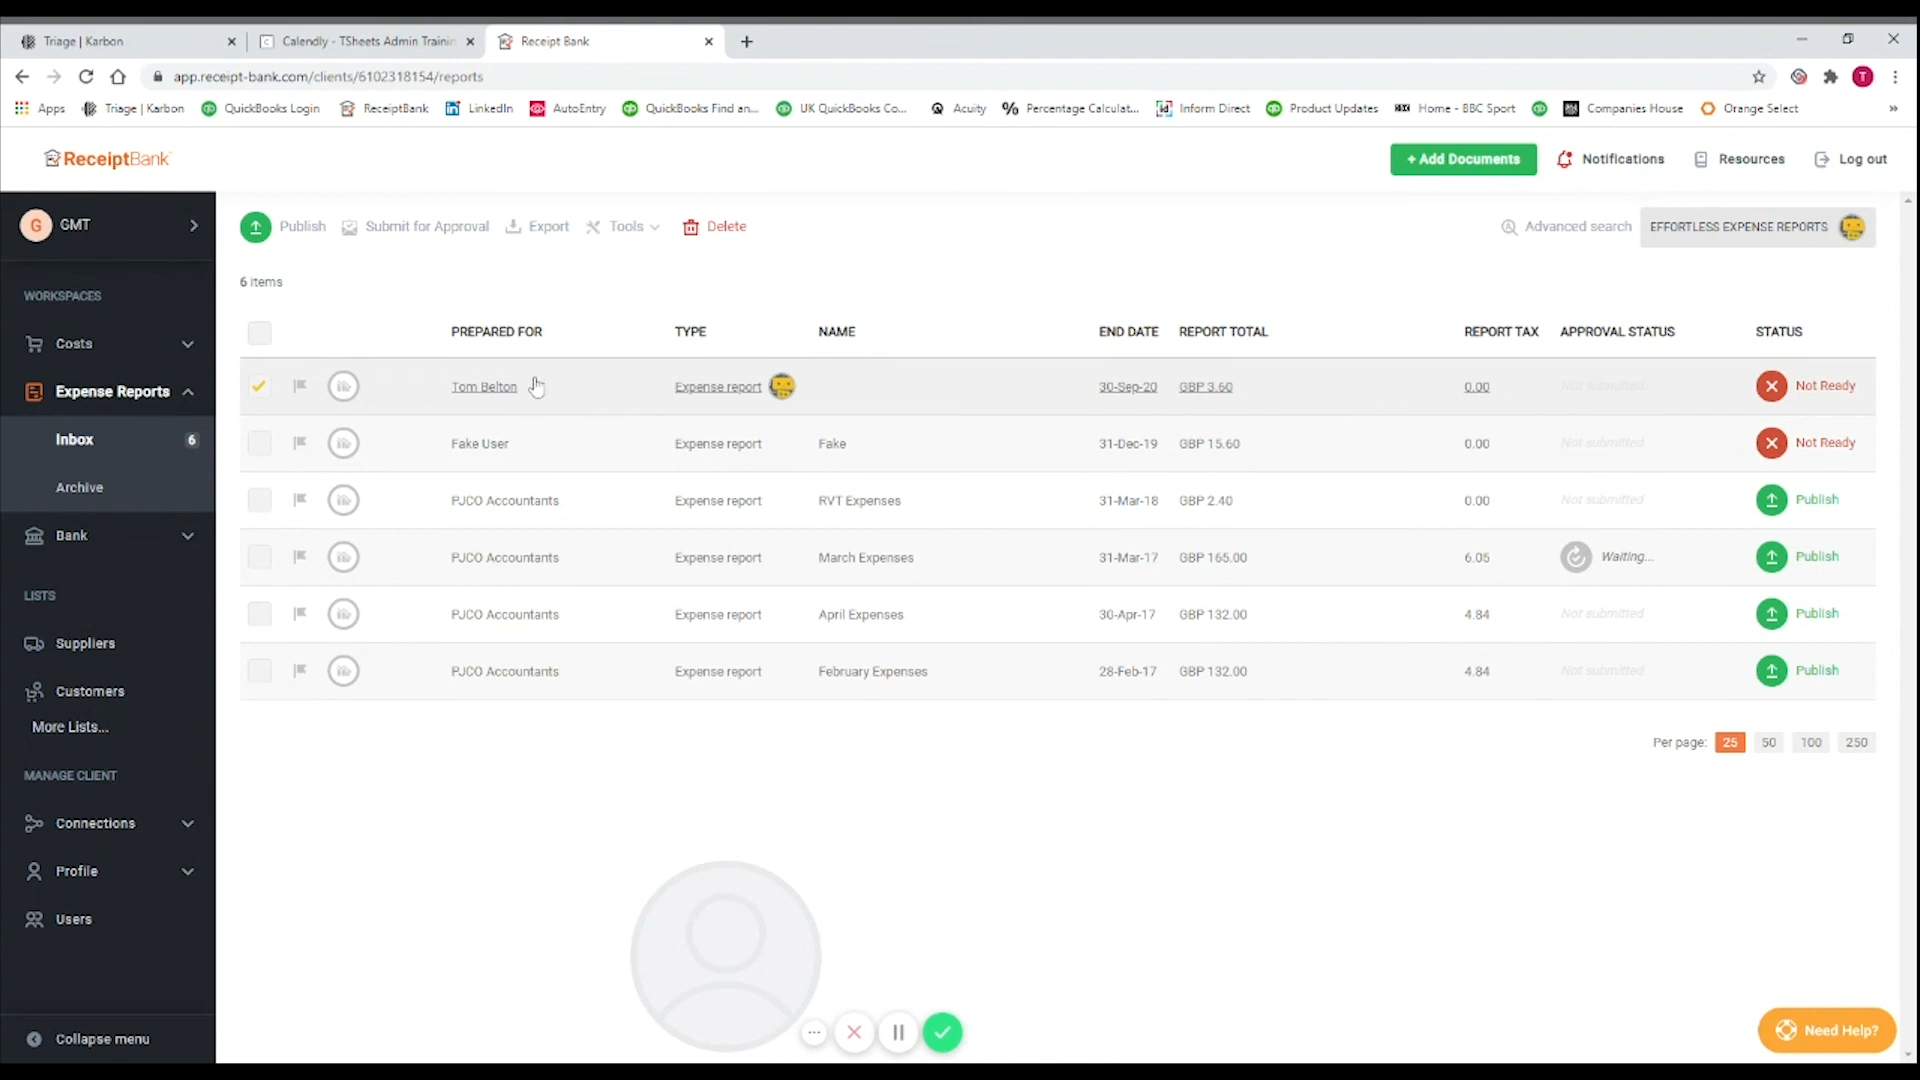 Triage | Karbon
Calendly - TSheets Admin Trainin
Receipt Bank
app.receipt-bank.com/clients/6102318154/reports
T
Apps
Triage | Karbon
QuickBooks Login
ReceiptBank
LinkedIn
AutoEntry
QuickBooks Find an...
UK QuickBooks Co...
Acuity
Percentage Calculat...
Inform Direct
Product Updates
Home - BBC Sport
Companies House
Orange Select
ReceiptBank
+ Add Documents
Notifications
Resources
Log out
G GMT
Publish
Submit for Approval
Export
Tools
Delete
Advanced search
EFFORTLESS EXPENSE REPORTS
6 items
WORKSPACES
Costs
Expense Reports
Inbox 6
Archive
Bank
LISTS
Suppliers
Customers
More Lists...
MANAGE CLIENT
Connections
Profile
Users
Collapse menu
PREPARED FOR TYPE NAME END DATE REPORT TOTAL REPORT TAX APPROVAL STATUS STATUS
Tom Belton Expense report 30-Sep-20 GBP 3.60 0.00 Not submitted Not Ready
Fake User Expense report Fake 31-Dec-19 GBP 15.60 0.00 Not submitted Not Ready
PJCO Accountants Expense report RVT Expenses 31-Mar-18 GBP 2.40 0.00 Not submitted Publish
PJCO Accountants Expense report March Expenses 31-Mar-17 GBP 165.00 6.05 Waiting... Publish
PJCO Accountants Expense report April Expenses 30-Apr-17 GBP 132.00 4.84 Not submitted Publish
PJCO Accountants Expense report February Expenses 28-Feb-17 GBP 132.00 4.84 Not submitted Publish
Per page: 25 50 100 250
Need Help?